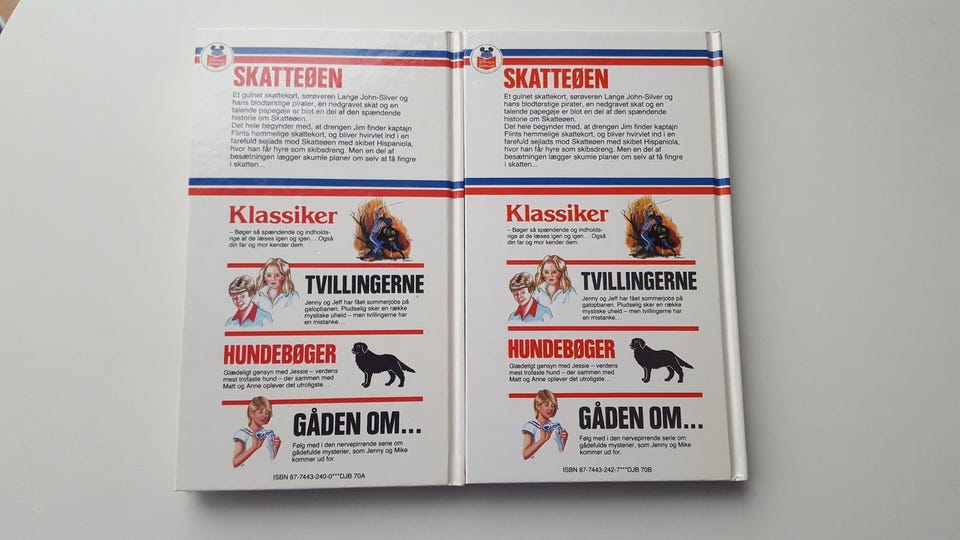 SKATTEØEN
Et gulnet skattekort, sørøveren Lange John-Silver og
hans blodtørstige pirater, en nedgravet skat og en
talende papegøje er blot en del af den spændende
historie om Skatteøen.
Det hele begynder med, at drengen Jim finder kaptajn
Flints hemmelige skattekort, og bliver hvirvlet ind i en
farefuld sejlads mod Skatteøen med skibet Hispaniola,
hvor han får hyre som skibsdreng. Men en del af
besætningen lægger skumle planer om selv at få fingre
i skatten...
Klassiker
– Bøger så spændende og indholds-
rige at de læses igen og igen... Også
din far og mor kender dem.
TVILLINGERNE
Jenny og Jeff har fået sommerjobs på
galopbanen. Pludselig sker en række
mystiske uheld – men tvillingerne har
en mistanke...
HUNDEBØGER
Glædeligt gensyn med Jessie – verdens
mest trofaste hund – der sammen med
Matt og Anne oplever det utroligste...
GÅDEN OM...
Følg med i den nervepirrende serie om
gådefulde mysterier, som Jenny og Mike
kommer ud for.
ISBN 87-7443-240-0***DJB 70A
SKATTEØEN
Et gulnet skattekort, sørøveren Lange John-Silver og
hans blodtørstige pirater, en nedgravet skat og en
talende papegøje er blot en del af den spændende
historie om Skatteøen.
Det hele begynder med, at drengen Jim finder kaptajn
Flints hemmelige skattekort, og bliver hvirvlet ind i en
farefuld sejlads mod Skatteøen med skibet Hispaniola,
hvor han får hyre som skibsdreng. Men en del af
besætningen lægger skumle planer om selv at få fingre
i skatten...
Klassiker
– Bøger så spændende og indholds-
rige at de læses igen og igen... Også
din far og mor kender dem.
TVILLINGERNE
Jenny og Jeff har fået sommerjobs på
galopbanen. Pludselig sker en række
mystiske uheld – men tvillingerne har
en mistanke...
HUNDEBØGER
Glædeligt gensyn med Jessie – verdens
mest trofaste hund – der sammen med
Matt og Anne oplever det utroligste...
GÅDEN OM...
Følg med i den nervepirrende serie om
gådefulde mysterier, som Jenny og Mike
kommer ud for.
ISBN 87-7443-242-7***DJB 70B